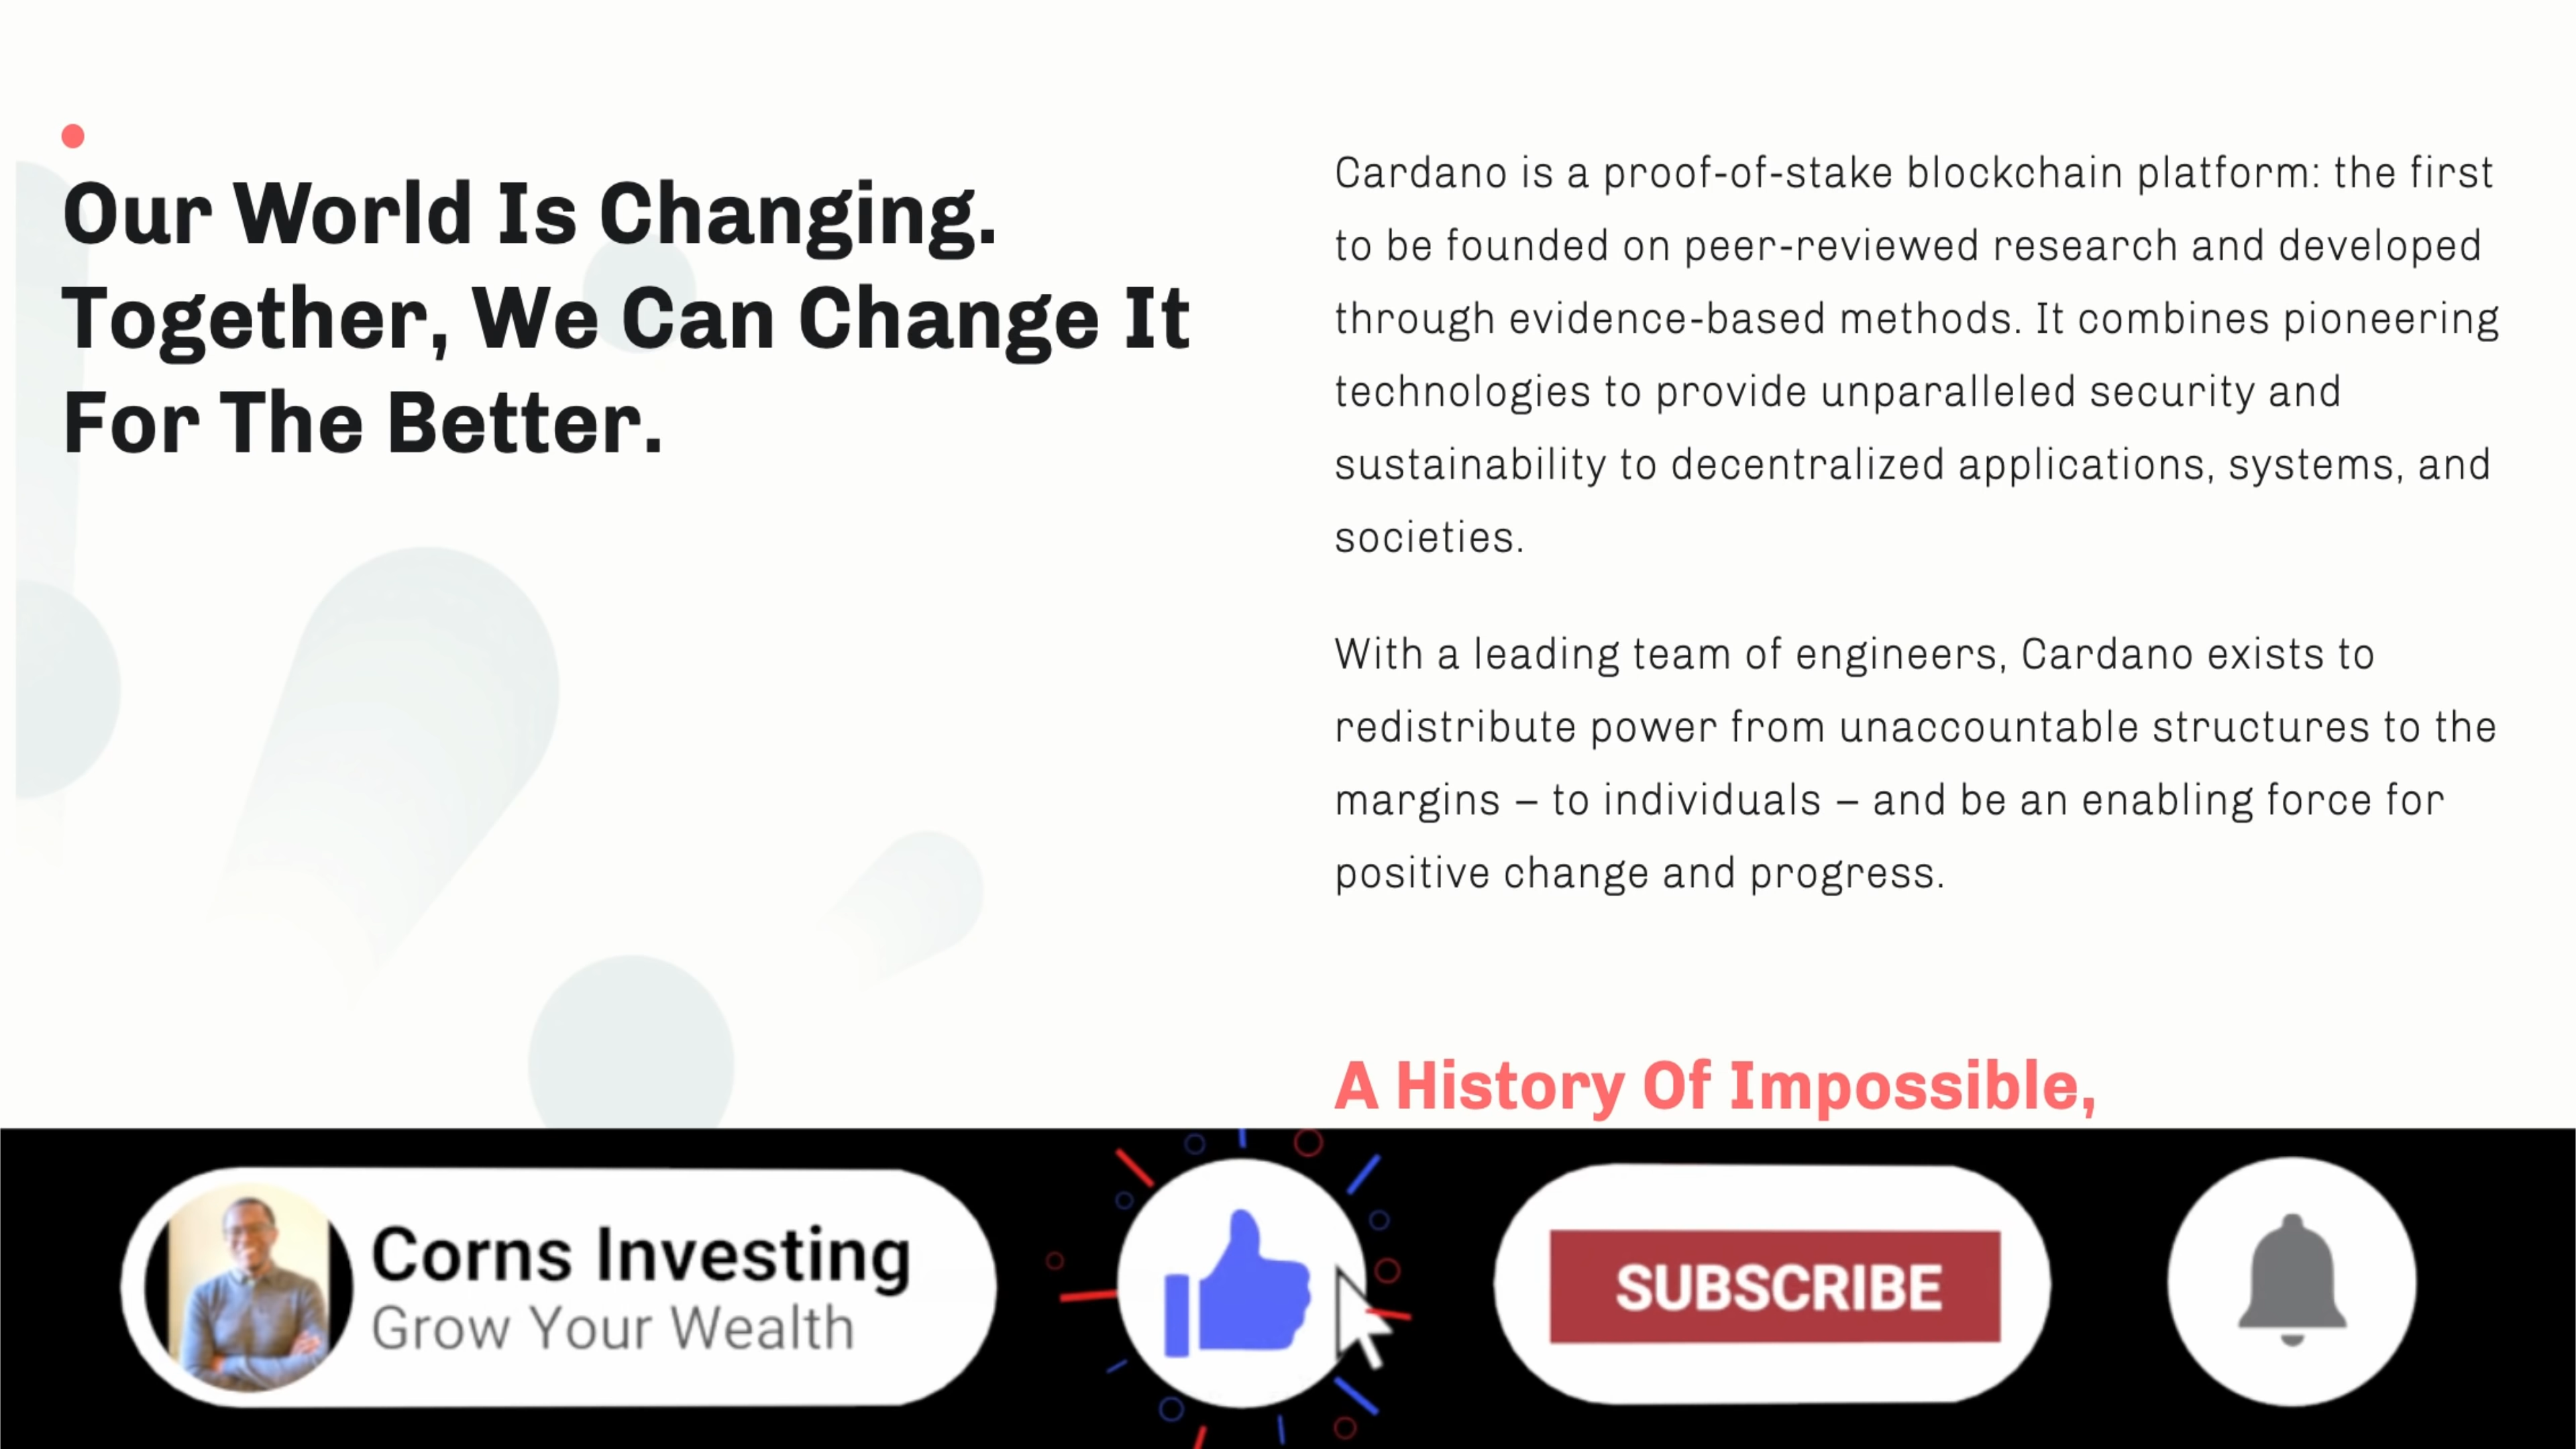 Our World Is Changing.
Together, We Can Change It
For The Better.
Cardano is a proof-of-stake blockchain platform: the first
to be founded on peer-reviewed research and developed
through evidence-based methods. It combines pioneering
technologies to provide unparalleled security and
sustainability to decentralized applications, systems, and
societies.
With a leading team of engineers, Cardano exists to
redistribute power from unaccountable structures to the
margins – to individuals – and be an enabling force for
positive change and progress.
A History Of Impossible,
Corns Investing
Grow Your Wealth
SUBSCRIBE